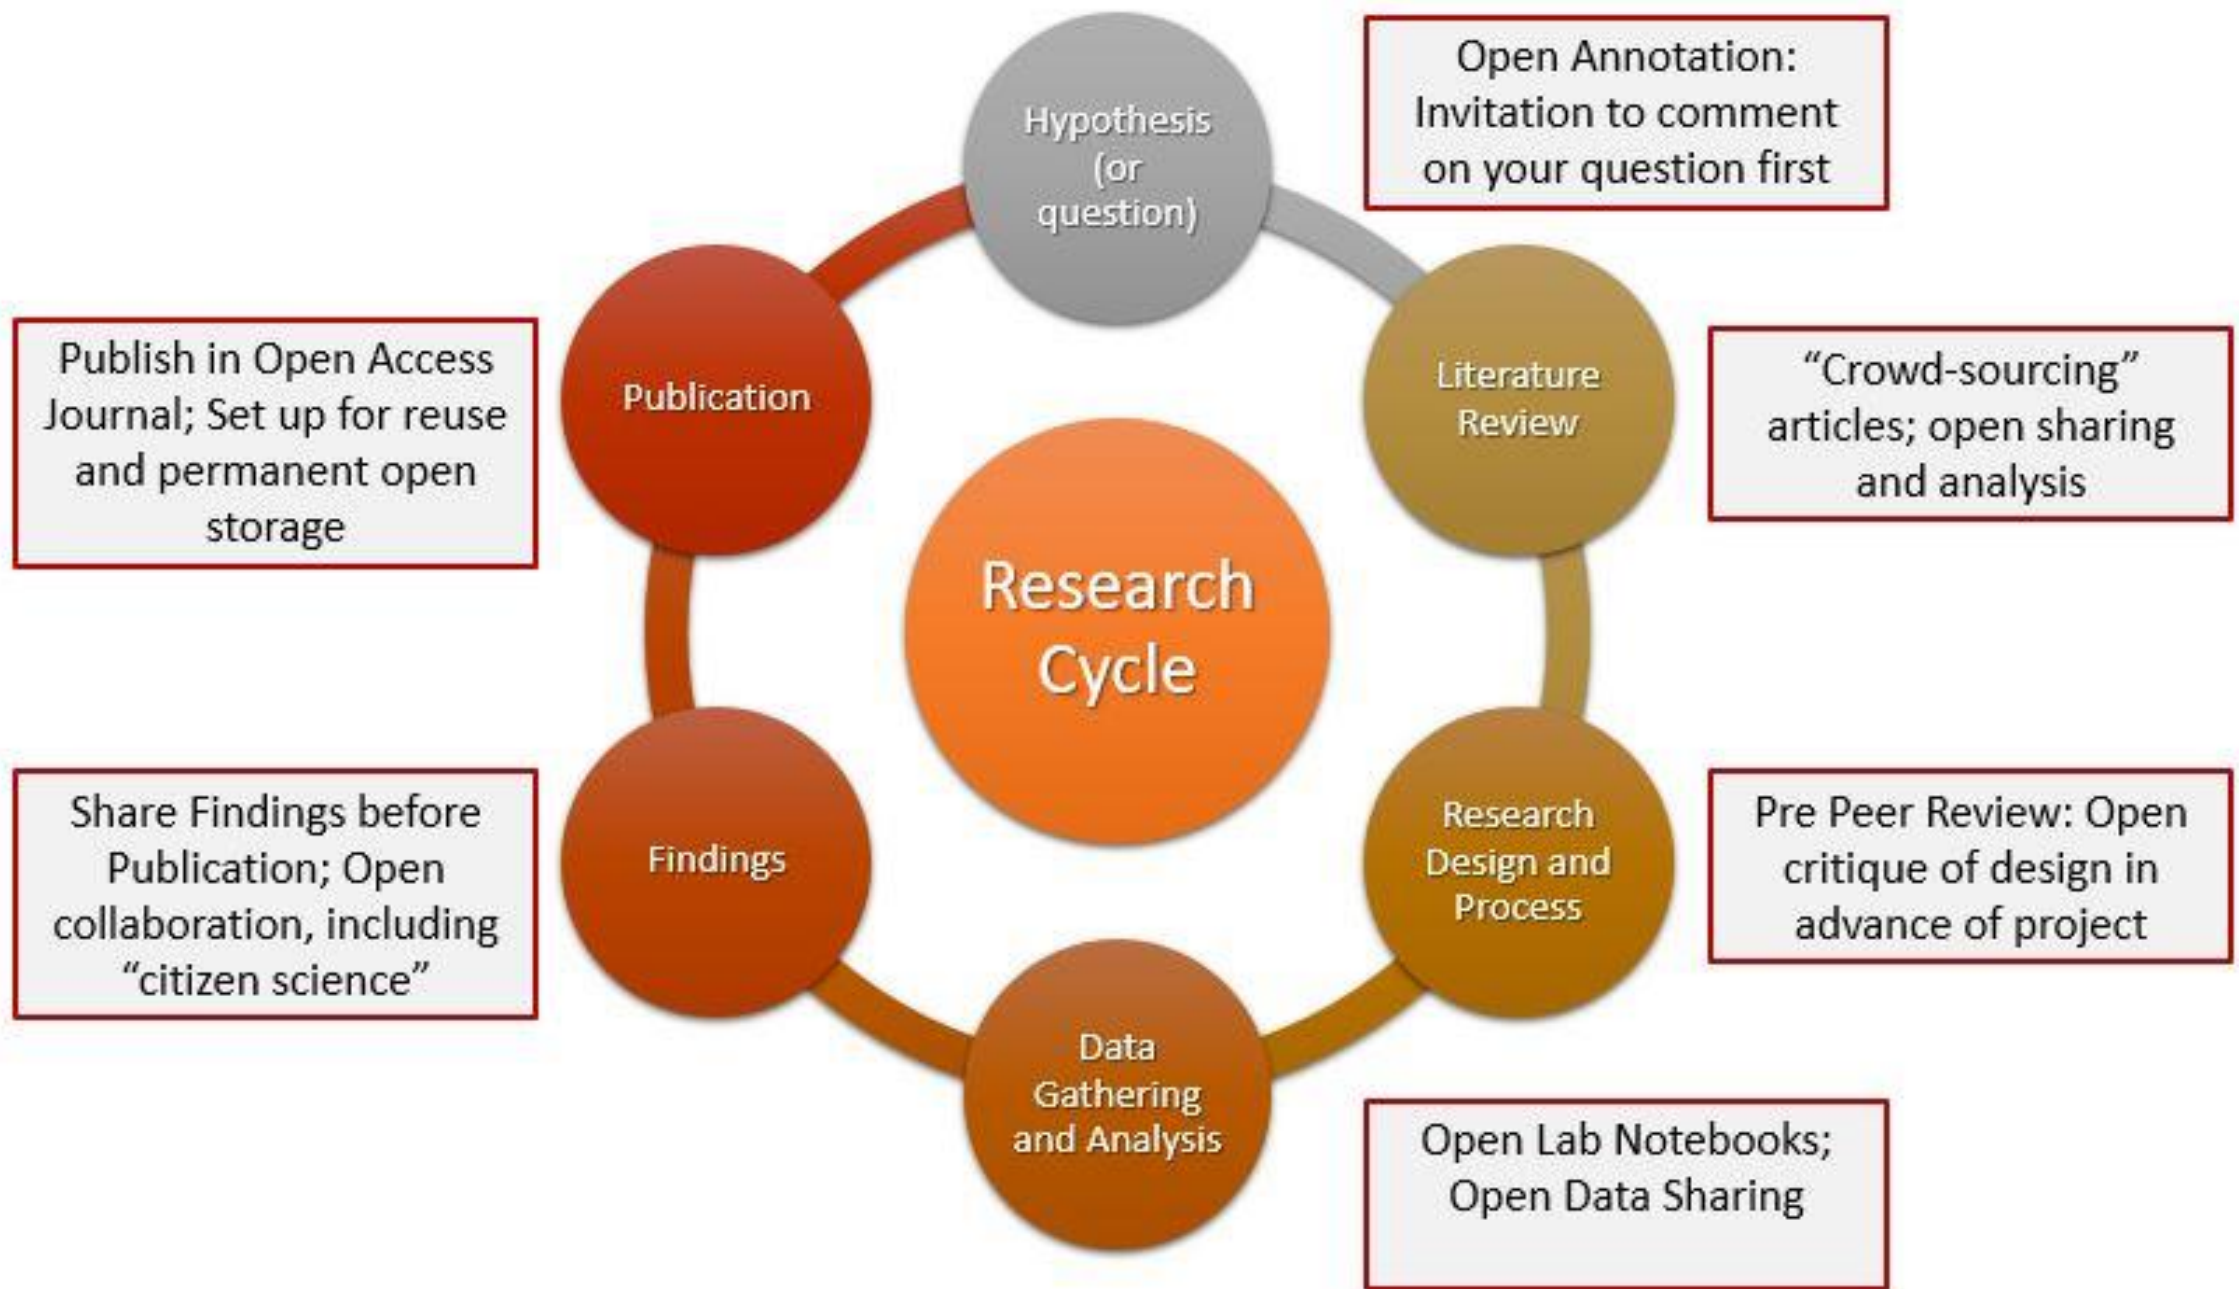 Hypothesis
(or
question)
Open Annotation:
Invitation to comment
on your question first
Literature
Review
“Crowd-sourcing”
articles; open sharing
and analysis
Research
Design and
Process
Pre Peer Review: Open
critique of design in
advance of project
Data
Gathering
and Analysis
Open Lab Notebooks;
Open Data Sharing
Findings
Share Findings before
Publication; Open
collaboration, including
“citizen science”
Publication
Publish in Open Access
Journal; Set up for reuse
and permanent open
storage
Research
Cycle